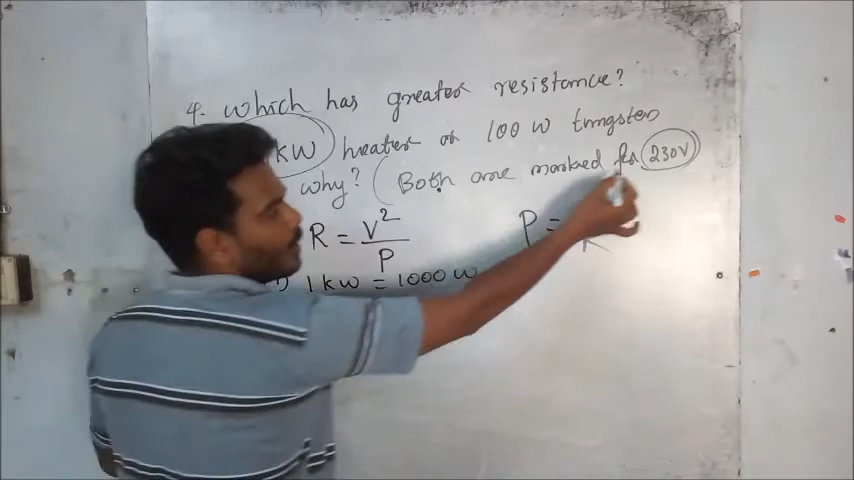 4. Which has greater resistance?
KW heater or 100 W tungsten
why? (Both are marked for 230V)
R = V²/P P =
1 kW = 1000 W